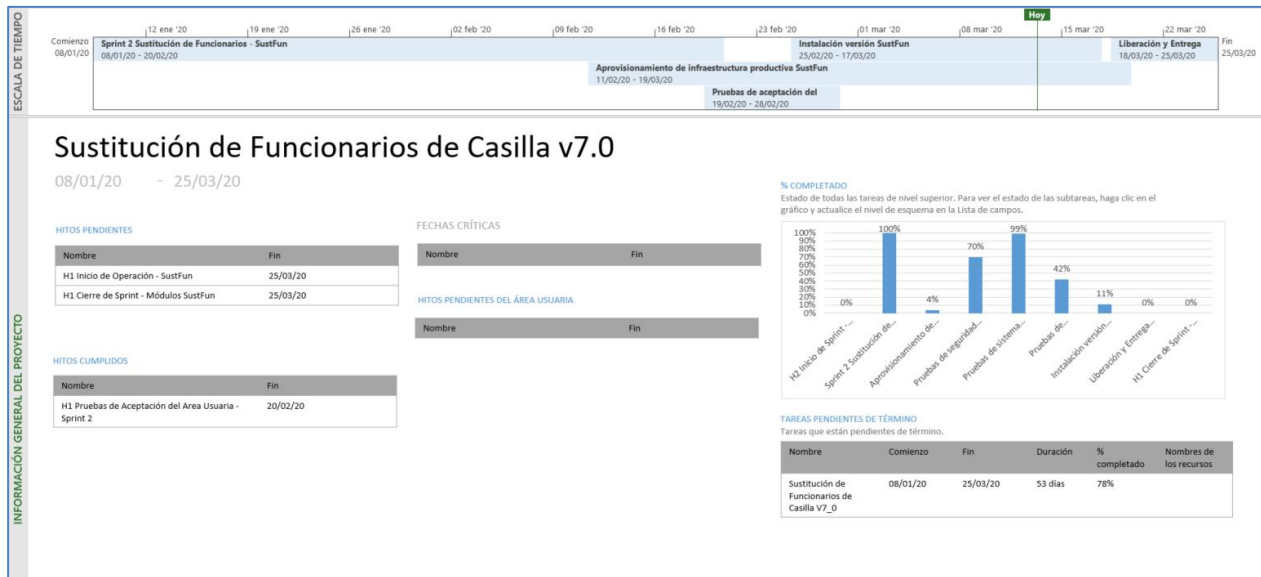 ESCALA DE TIEMPO
Hoy
12 ene '20
19 ene '20
26 ene '20
02 feb '20
09 feb '20
16 feb '20
23 feb '20
01 mar '20
08 mar '20
15 mar '20
22 mar '20
Comienzo
08/01/20
Sprint 2 Sustitución de Funcionarios - SustFun
08/01/20 - 20/02/20
Instalación versión SustFun
25/02/20 - 17/03/20
Liberación y Entrega
18/03/20 - 25/03/20
Fin
25/03/20
Aprovisionamiento de infraestructura productiva SustFun
11/02/20 - 19/03/20
Pruebas de aceptación del
19/02/20 - 28/02/20
INFORMACIÓN GENERAL DEL PROYECTO
Sustitución de Funcionarios de Casilla v7.0
08/01/20 - 25/03/20
HITOS PENDIENTES
Nombre Fin
H1 Inicio de Operación - SustFun 25/03/20
H1 Cierre de Sprint - Módulos SustFun 25/03/20
HITOS CUMPLIDOS
Nombre Fin
H1 Pruebas de Aceptación del Area Usuaria - 20/02/20
Sprint 2
FECHAS CRÍTICAS
Nombre Fin
HITOS PENDIENTES DEL ÁREA USUARIA
Nombre Fin
% COMPLETADO
Estado de todas las tareas de nivel superior. Para ver el estado de las subtareas, haga clic en el
gráfico y actualice el nivel de esquema en la Lista de campos.
100%
90%
80%
70%
60%
50%
40%
30%
20%
10%
0%
0%
100%
4%
70%
99%
42%
11%
0%
0%
H2 Inicio de Sprint -...
Sprint 2 Sustitución de...
Aprovisionamiento de...
Pruebas de seguridad...
Pruebas de sistema...
Pruebas de...
Instalación versión...
Liberación y Entrega...
H1 Cierre de Sprint -...
TAREAS PENDIENTES DE TÉRMINO
Tareas que están pendientes de término.
Nombre Comienzo Fin Duración % Nombres de
completado los recursos
Sustitución de 08/01/20 25/03/20 53 días 78%
Funcionarios de
Casilla V7_0